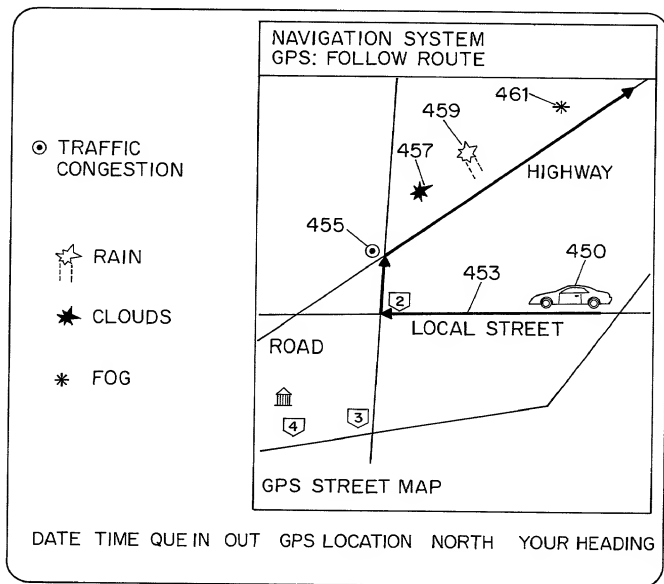 NAVIGATION SYSTEM
GPS: FOLLOW ROUTE
461
459
TRAFFIC
CONGESTION
457
HIGHWAY
455
450
453
RAIN
2
CLOUDS
LOCAL STREET
ROAD
FOG
3
4
GPS STREET MAP
DATE TIME QUE IN OUT GPS LOCATION NORTH YOUR HEADING